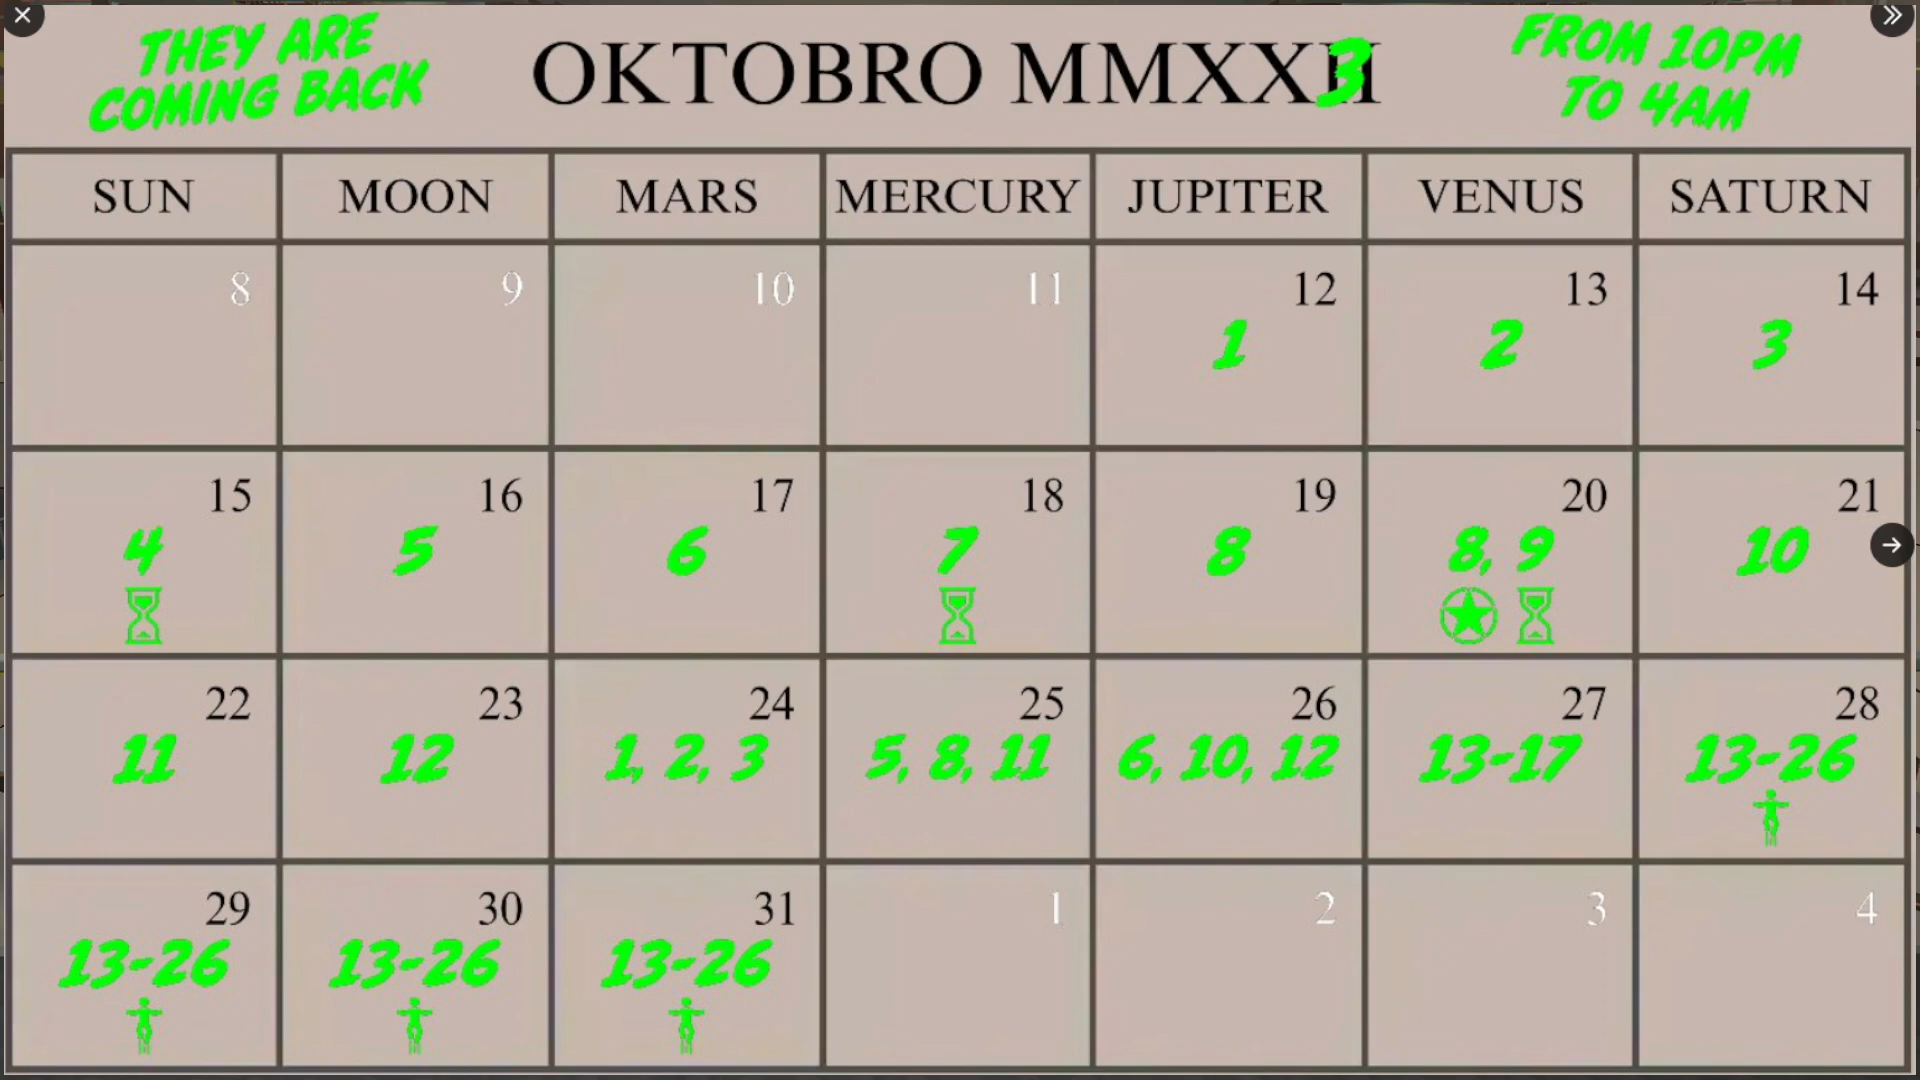 THEY ARE
COMING BACK
OKTOBRO MMXX3
FROM 10PM
TO 4AM
SUN MOON MARS MERCURY JUPITER VENUS SATURN
8 9 10 11 12 13 14
1 2 3
15 16 17 18 19 20 21
4 5 6 7 8 8, 9 10
22 23 24 25 26 27 28
11 12 1, 2, 3 5, 8, 11 6, 10, 12 13-17 13-26
29 30 31 1 2 3 4
13-26 13-26 13-26